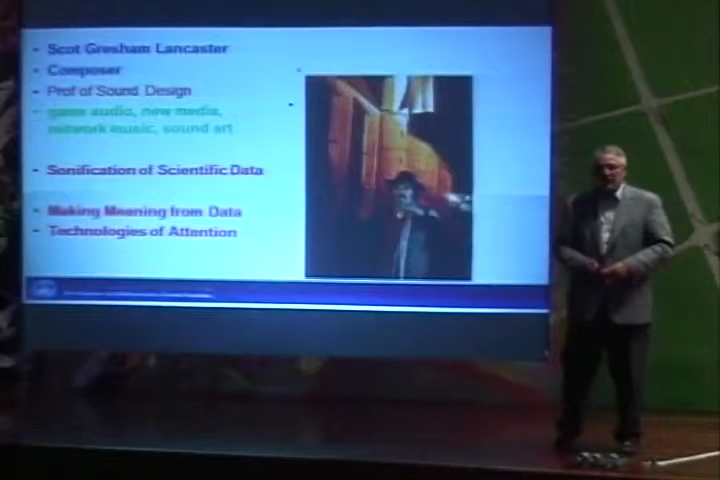 Scot Gresham Lancaster
Composer
Prof of Sound Design
game audio, new media,
network music, sound art
Sonification of Scientific Data
Making Meaning from Data
Technologies of Attention